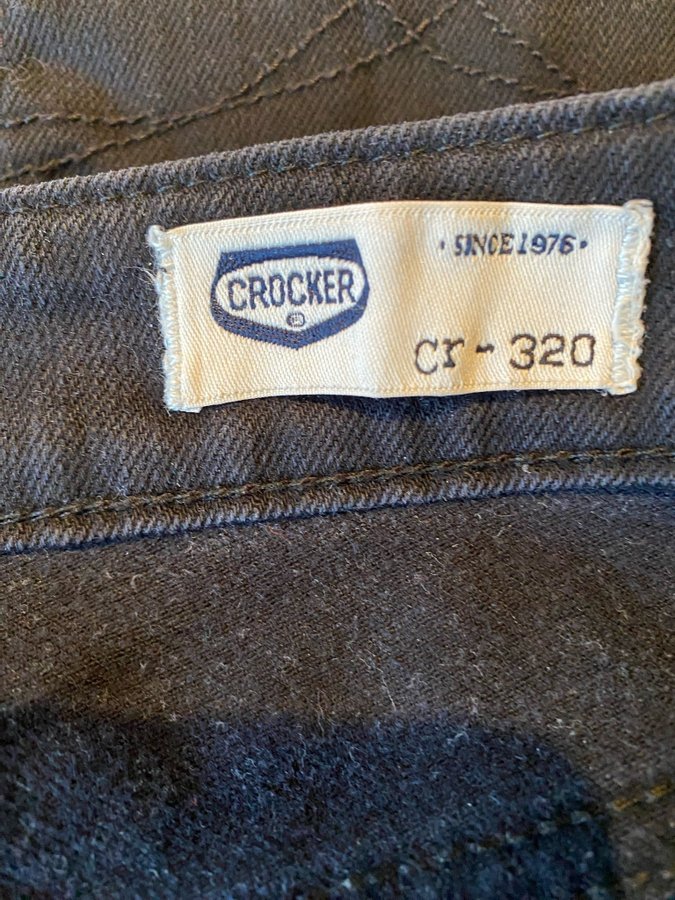 CROCKER
· SINCE 1976 ·
Cr - 320